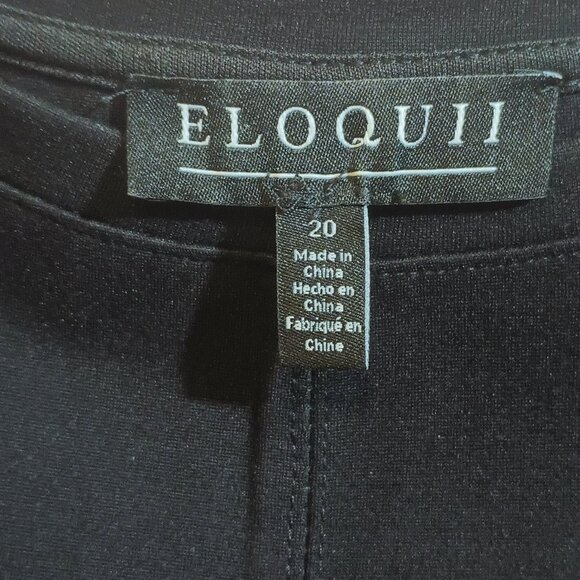 ELOQUII
20
Made in
China
Hecho en
China
Fabriqué en
Chine